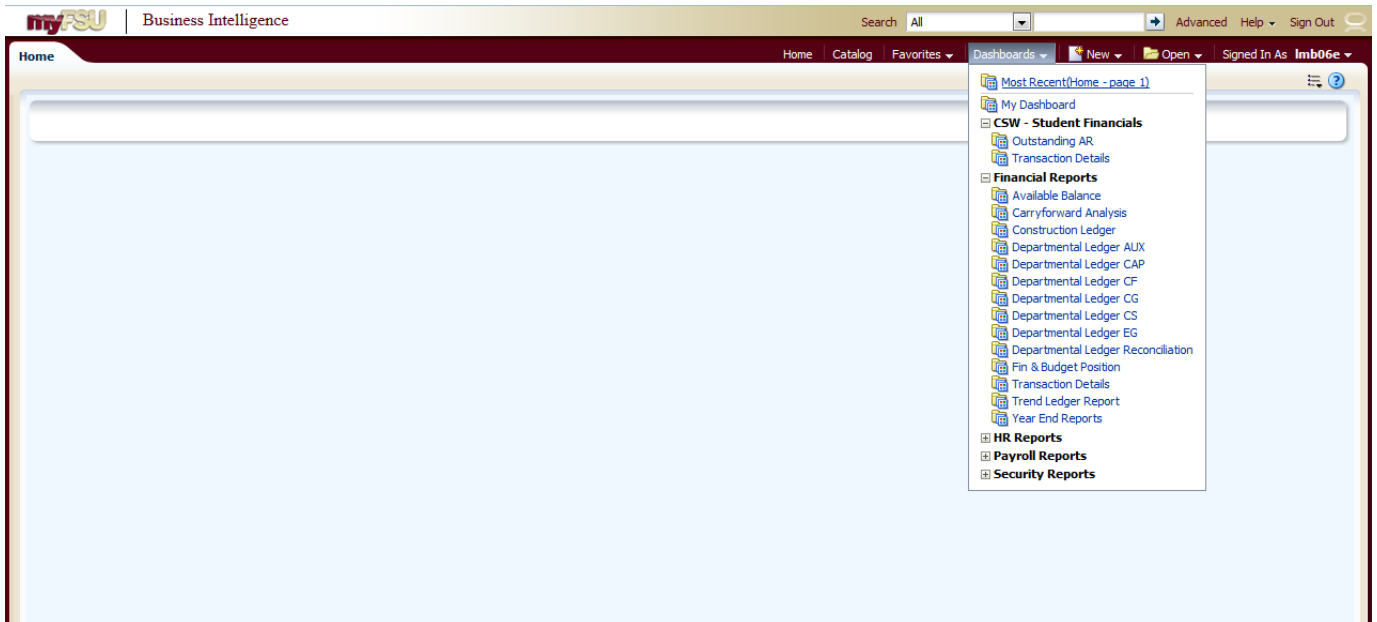 myFSU Business Intelligence Search All Advanced Help Sign Out
Home Home Catalog Favorites Dashboards New Open Signed In As lmb06e
Most Recent(Home - page 1)
My Dashboard
CSW - Student Financials
Outstanding AR
Transaction Details
Financial Reports
Available Balance
Carryforward Analysis
Construction Ledger
Departmental Ledger AUX
Departmental Ledger CAP
Departmental Ledger CF
Departmental Ledger CG
Departmental Ledger CS
Departmental Ledger EG
Departmental Ledger Reconciliation
Fin & Budget Position
Transaction Details
Trend Ledger Report
Year End Reports
HR Reports
Payroll Reports
Security Reports